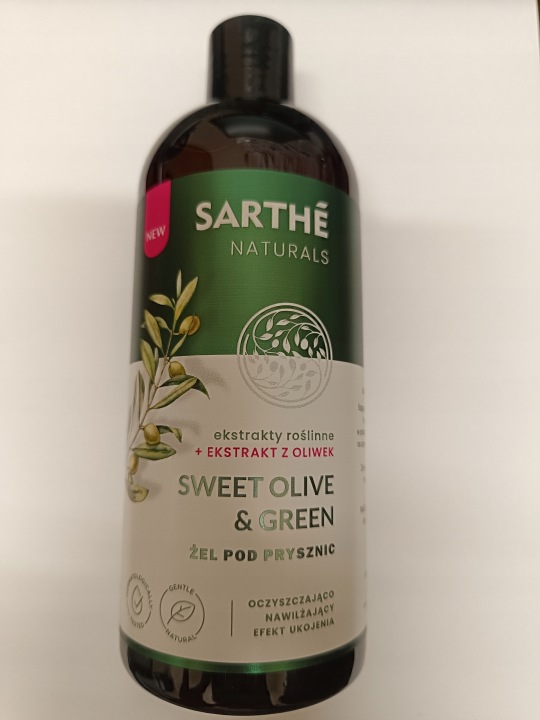 NEW
SARTHÉ
NATURALS
ekstrakty roślinne
+ EKSTRAKT Z OLIWEK
SWEET OLIVE
& GREEN
ŻEL POD PRYSZNIC
GENTLE
NATURAL
OCZYSZCZAJĄCO
NAWILŻAJĄCY
EFEKT UKOJENIA